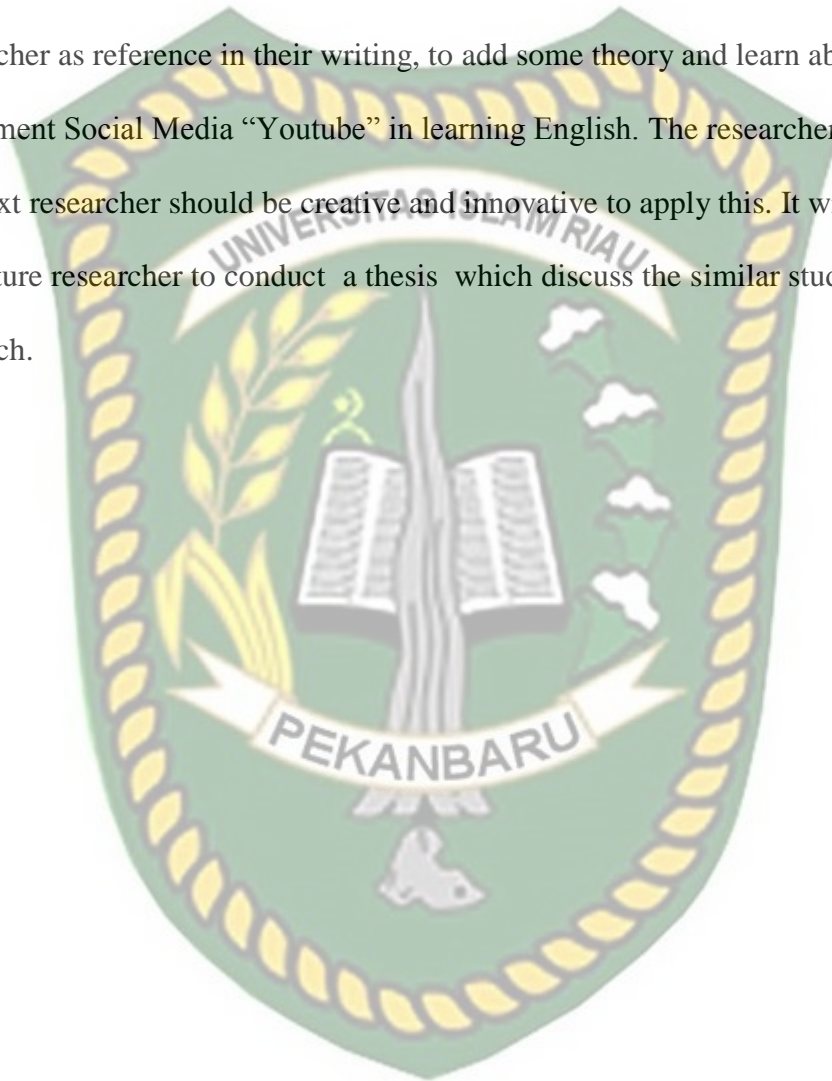 cher as reference in their writing, to add some theory and learn ab
ment Social Media “Youtube” in learning English. The researcher
xt researcher should be creative and innovative to apply this. It w
UNIVERSITAS ISLAM RIAU
ture researcher to conduct a thesis which discuss the similar stud
ch.
PEKANBARU